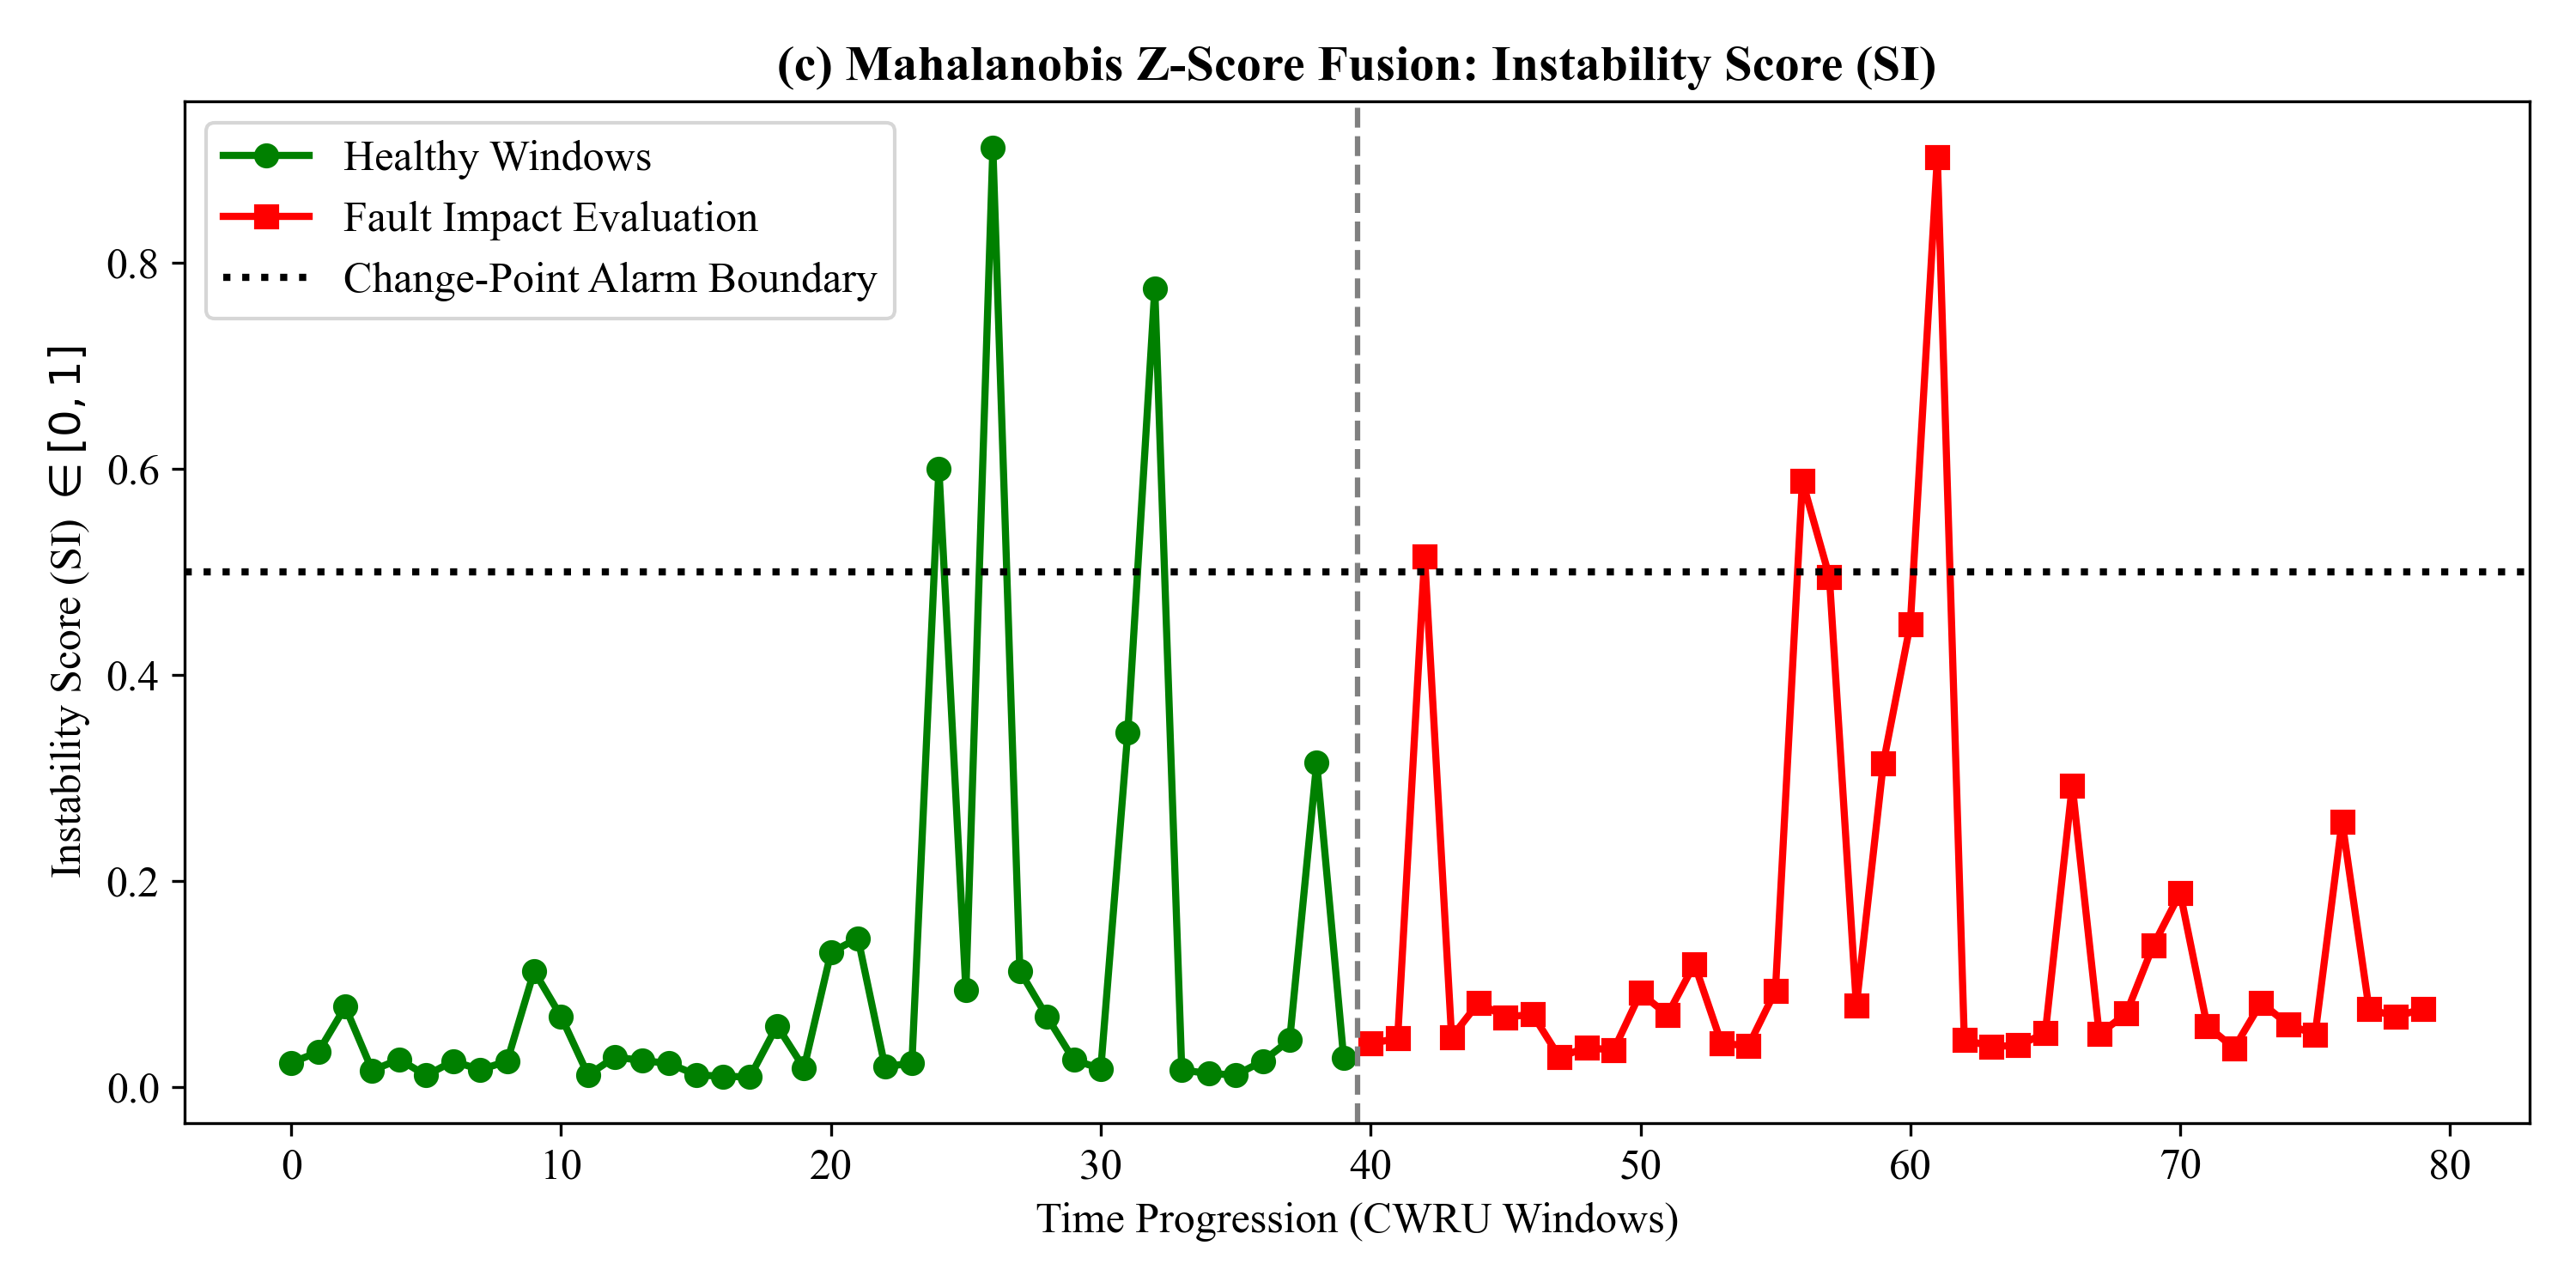 (c) Mahalanobis Z-Score Fusion: Instability Score (SI)
Healthy Windows
Fault Impact Evaluation
Change-Point Alarm Boundary
Instability Score (SI) ∈ [0, 1]
0.8
0.6
0.4
0.2
0.0
0 10 20 30 40 50 60 70 80
Time Progression (CWRU Windows)